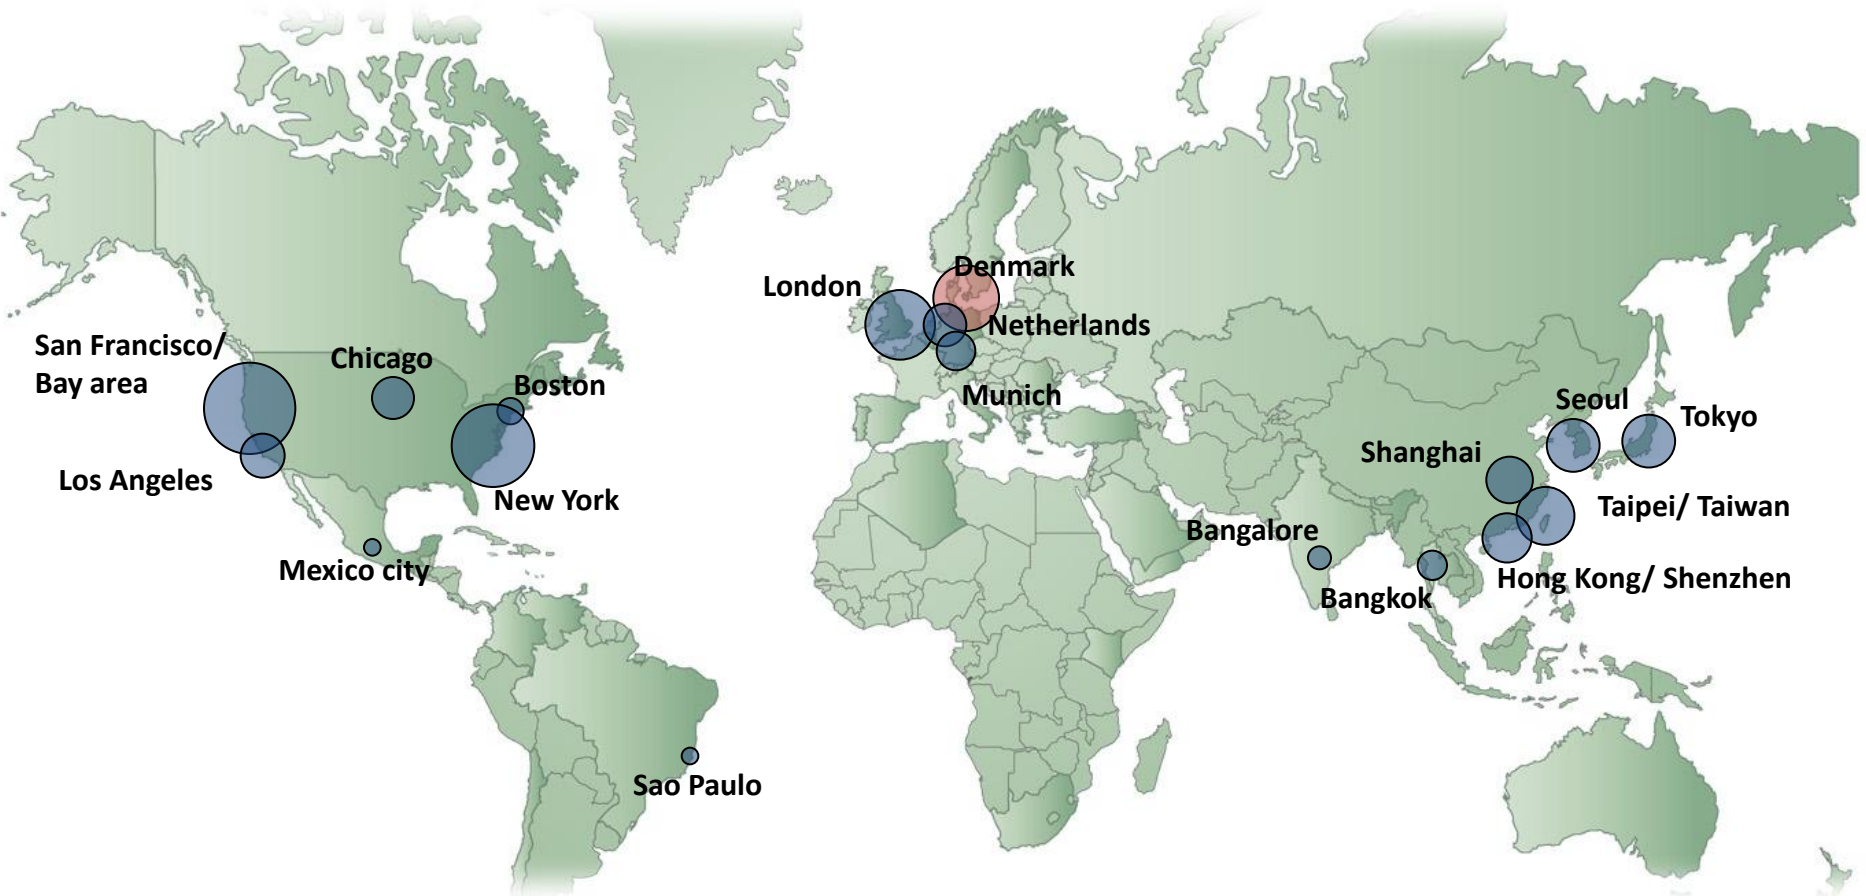 Denmark
London
Netherlands
San Francisco/
Bay area
Chicago
Boston
Munich
Seoul
Tokyo
Shanghai
Los Angeles
New York
Taipei/ Taiwan
Bangalore
Mexico city
Hong Kong/ Shenzhen
Bangkok
Sao Paulo